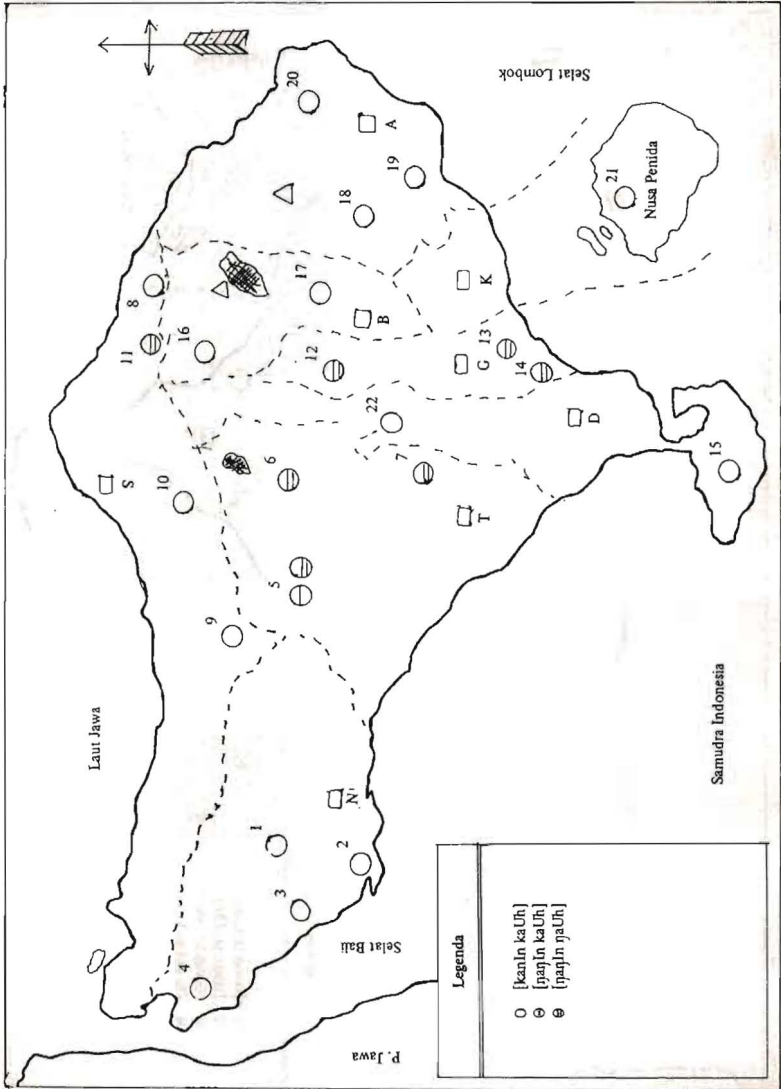 Laut Jawa
S
8
11
10
16
4
9
20
17
12
6
5
1
3
2
A
18
19
B
22
7
N
K
G
13
14
T
D
Selat Lombok
21
Nusa Penida
15
Selat Bali
P. Jawa
Samudra Indonesia
Legenda
[kanIn kaUh]
[ŋaŋIn kaUh]
[ŋaŋIn ŋaUh]